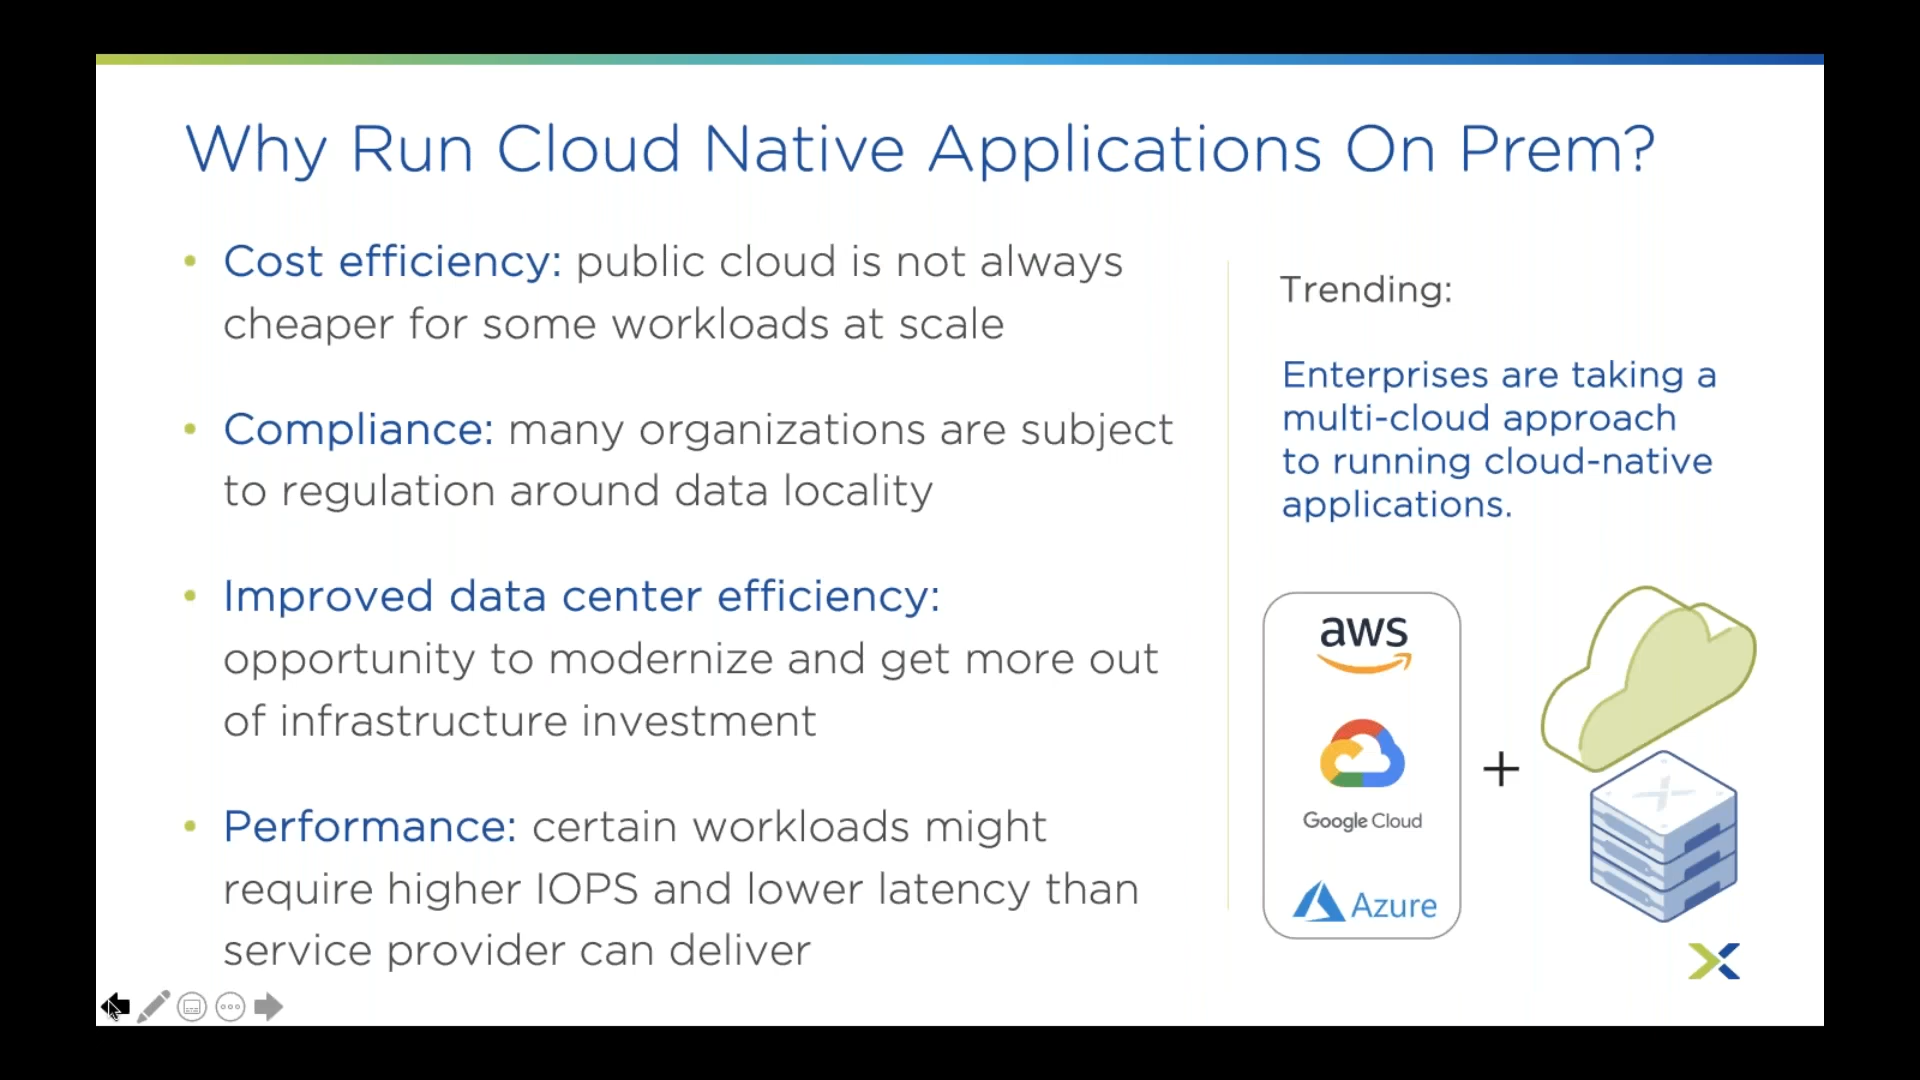 Why Run Cloud Native Applications On Prem?
• Cost efficiency: public cloud is not always
cheaper for some workloads at scale
• Compliance: many organizations are subject
to regulation around data locality
• Improved data center efficiency:
opportunity to modernize and get more out
of infrastructure investment
• Performance: certain workloads might
require higher IOPS and lower latency than
service provider can deliver
Trending:
Enterprises are taking a
multi-cloud approach
to running cloud-native
applications.
aws
Google Cloud
Azure
+